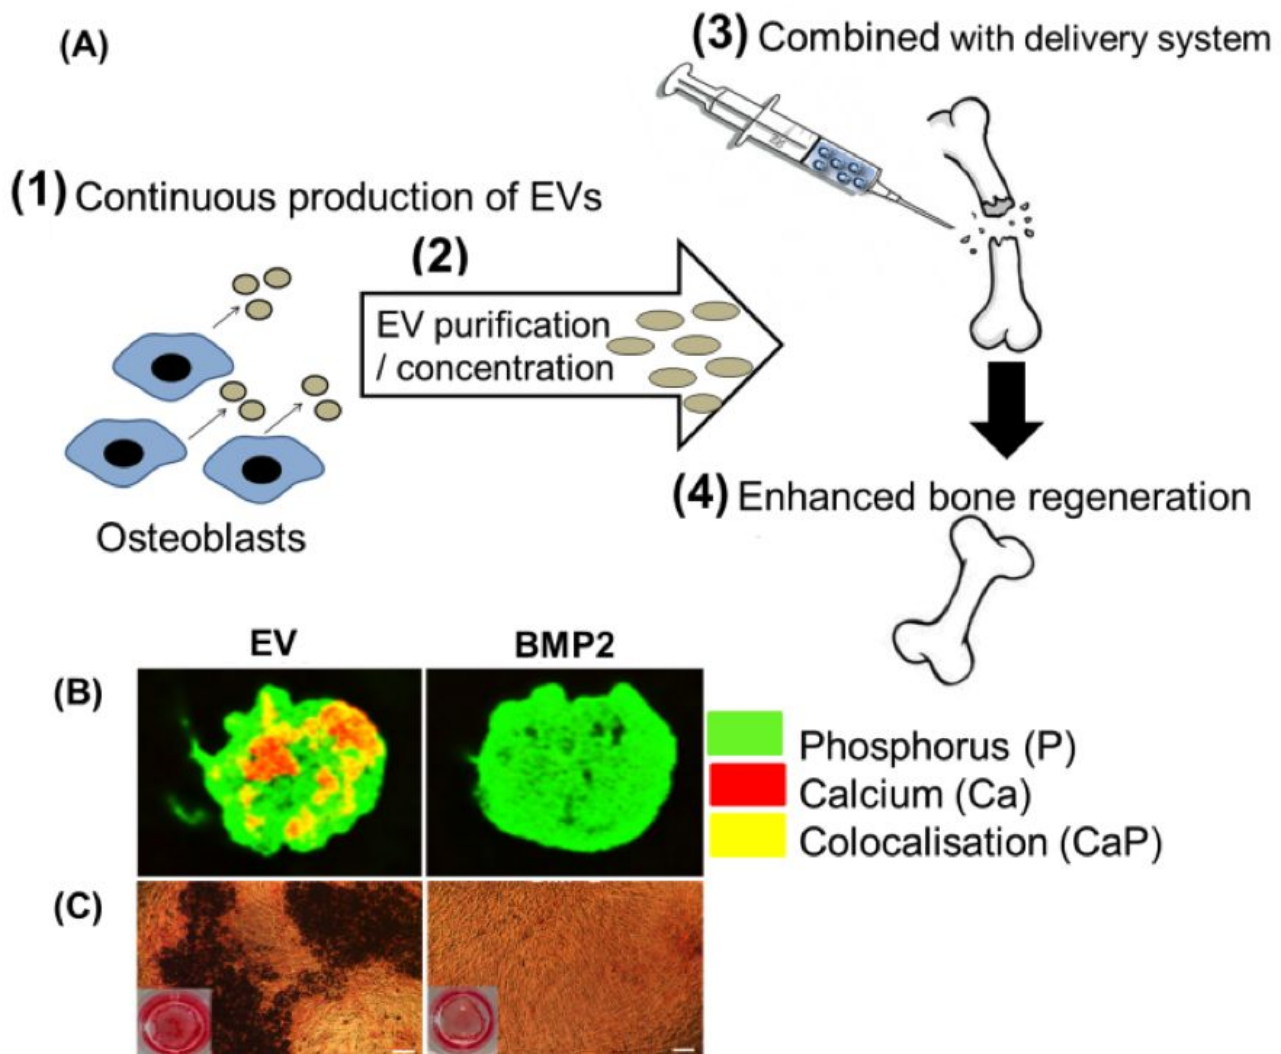 (A)
(3) Combined with delivery system
(1) Continuous production of EVs
(2)
EV purification
/ concentration
(4) Enhanced bone regeneration
Osteoblasts
EV
BMP2
(B)
Phosphorus (P)
Calcium (Ca)
Colocalisation (CaP)
(C)